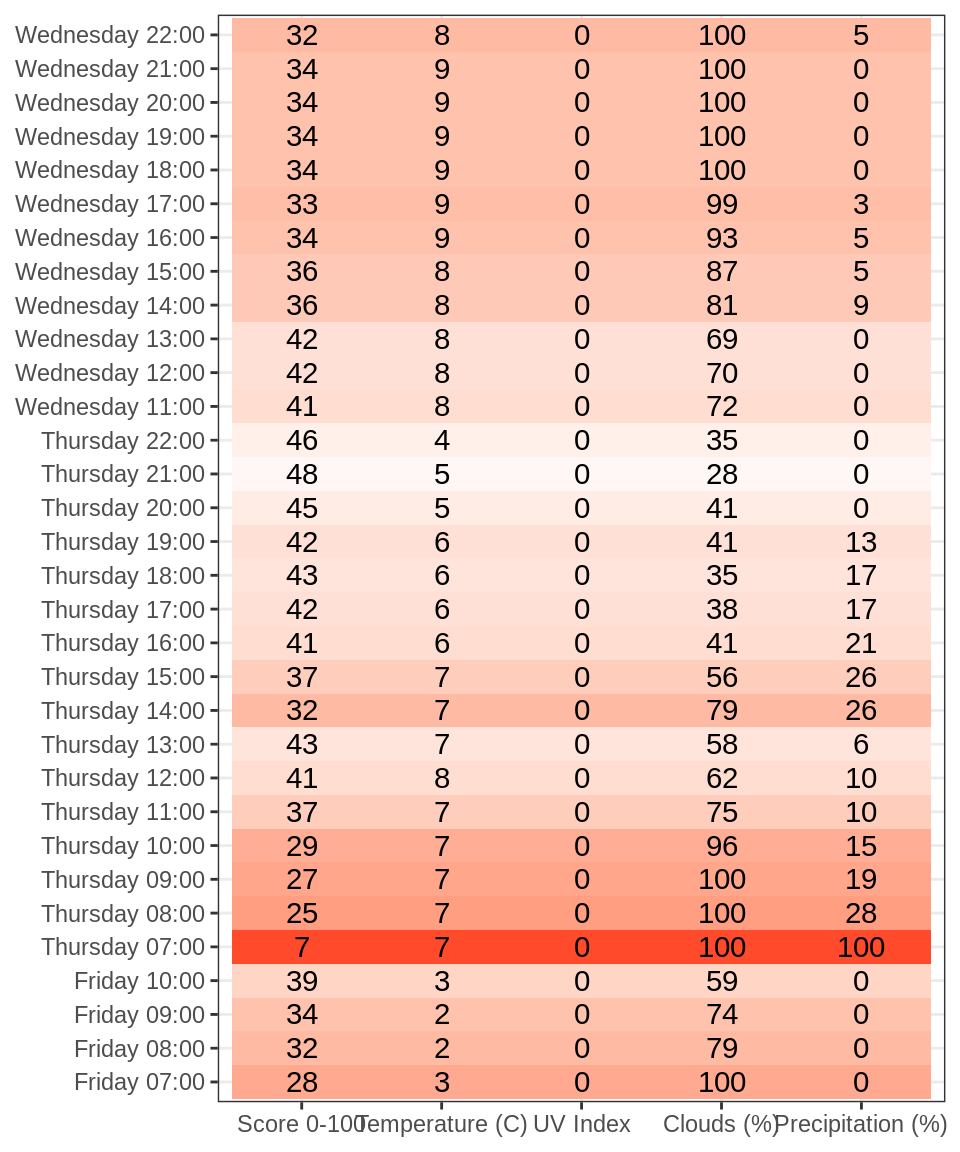 Wednesday 22:00 32 8 0 100 5
Wednesday 21:00 34 9 0 100 0
Wednesday 20:00 34 9 0 100 0
Wednesday 19:00 34 9 0 100 0
Wednesday 18:00 34 9 0 100 0
Wednesday 17:00 33 9 0 99 3
Wednesday 16:00 34 9 0 93 5
Wednesday 15:00 36 8 0 87 5
Wednesday 14:00 36 8 0 81 9
Wednesday 13:00 42 8 0 69 0
Wednesday 12:00 42 8 0 70 0
Wednesday 11:00 41 8 0 72 0
Thursday 22:00 46 4 0 35 0
Thursday 21:00 48 5 0 28 0
Thursday 20:00 45 5 0 41 0
Thursday 19:00 42 6 0 41 13
Thursday 18:00 43 6 0 35 17
Thursday 17:00 42 6 0 38 17
Thursday 16:00 41 6 0 41 21
Thursday 15:00 37 7 0 56 26
Thursday 14:00 32 7 0 79 26
Thursday 13:00 43 7 0 58 6
Thursday 12:00 41 8 0 62 10
Thursday 11:00 37 7 0 75 10
Thursday 10:00 29 7 0 96 15
Thursday 09:00 27 7 0 100 19
Thursday 08:00 25 7 0 100 28
Thursday 07:00 7 7 0 100 100
Friday 10:00 39 3 0 59 0
Friday 09:00 34 2 0 74 0
Friday 08:00 32 2 0 79 0
Friday 07:00 28 3 0 100 0
Score 0-100 Temperature (C) UV Index Clouds (%) Precipitation (%)